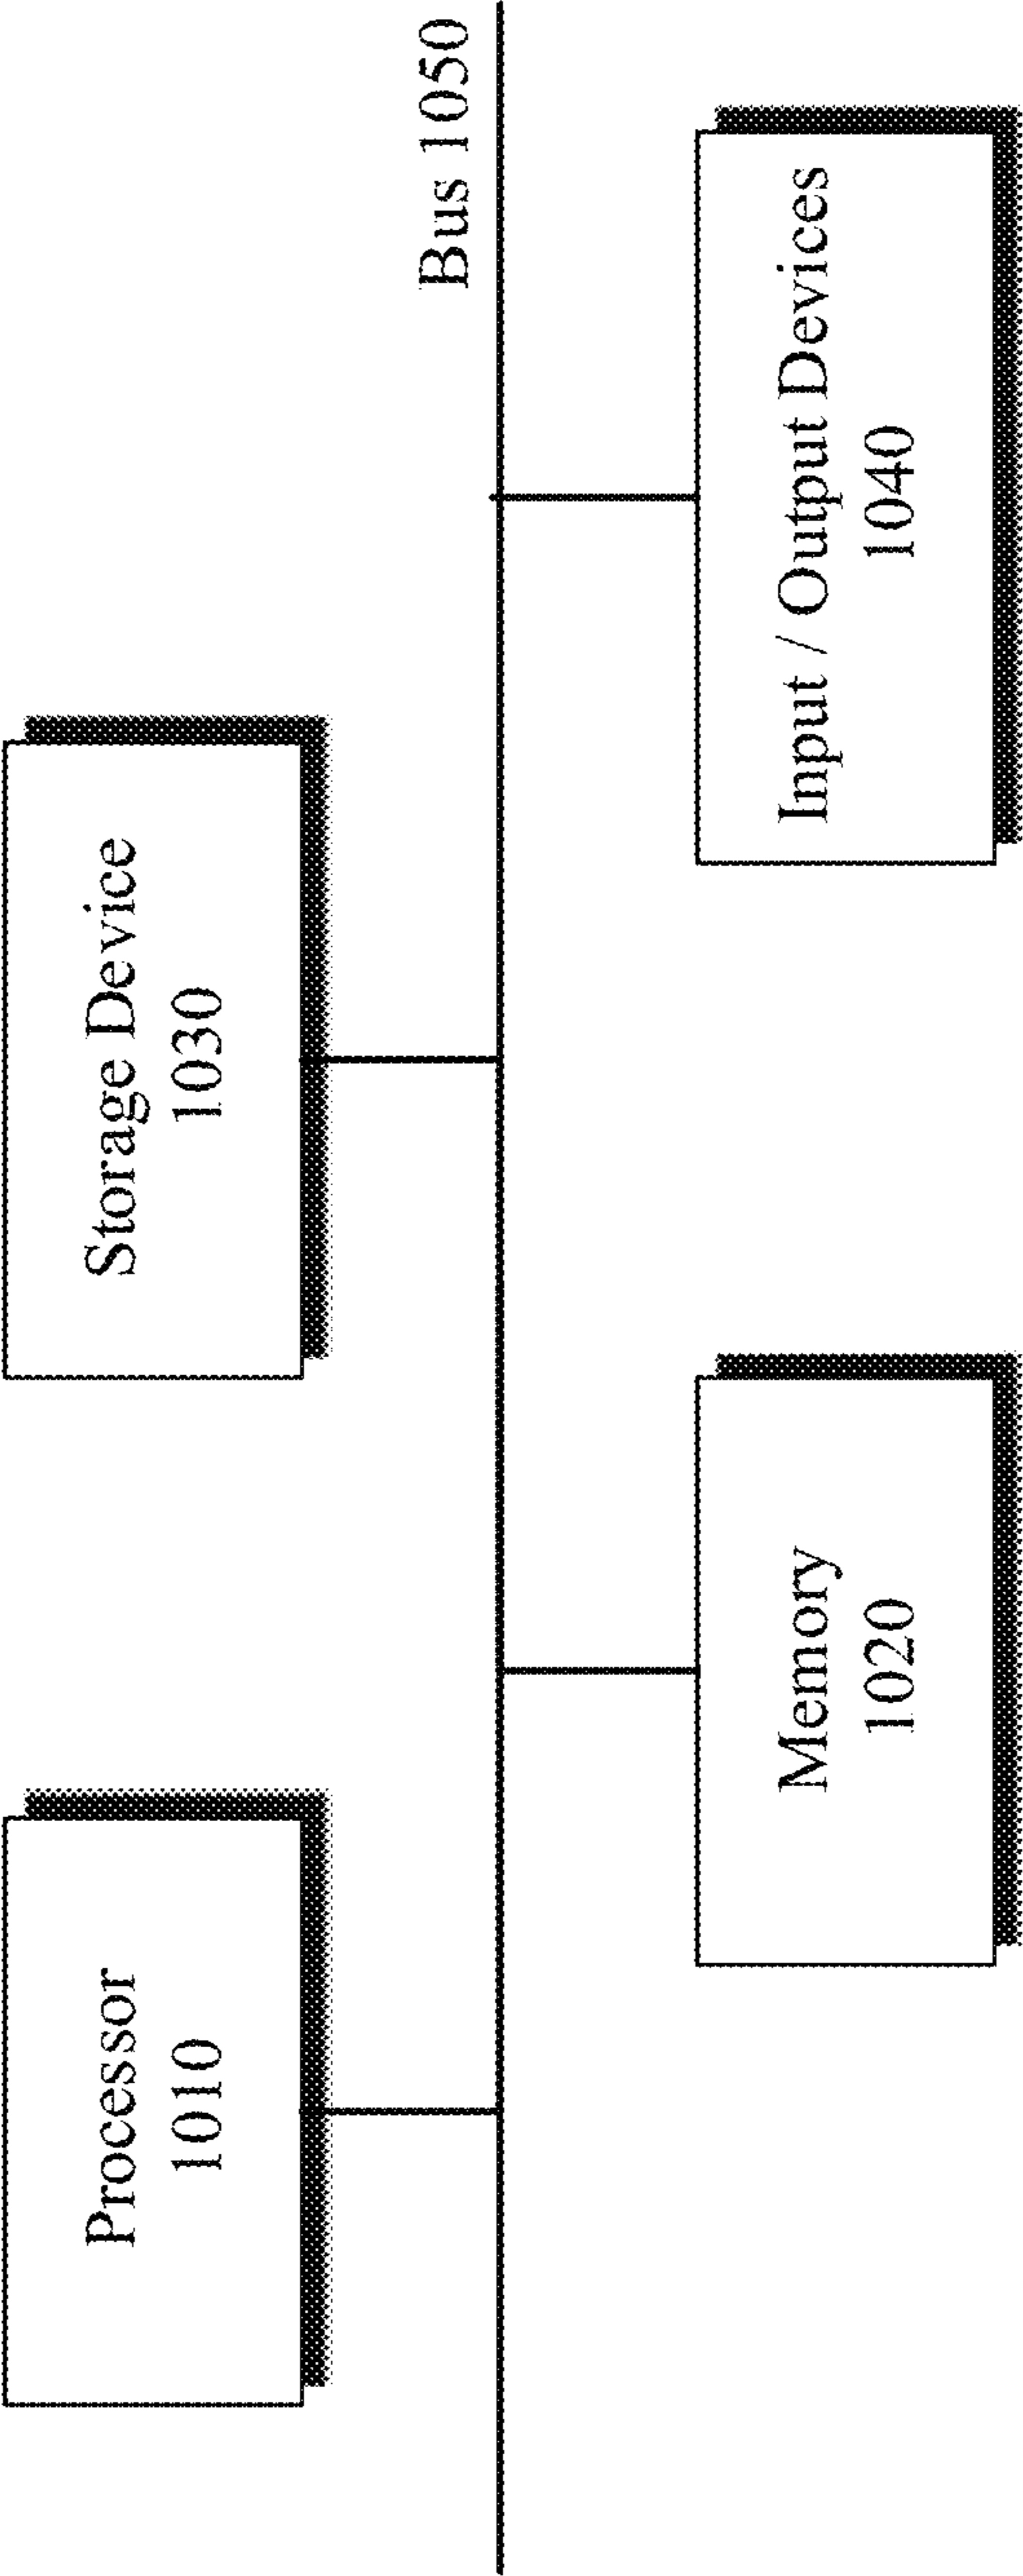 Processor
1010
Storage Device
1030
Bus 1050
Memory
1020
Input / Output Devices
1040